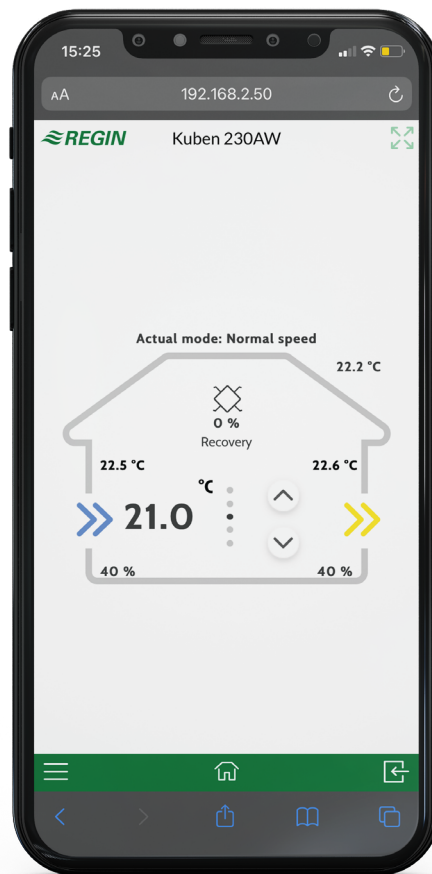 15:25
AA 192.168.2.50
REGIN Kuben 230AW
Actual mode: Normal speed
22.2 °C
0 %
Recovery
22.5 °C 22.6 °C
21.0 °C
40 % 40 %